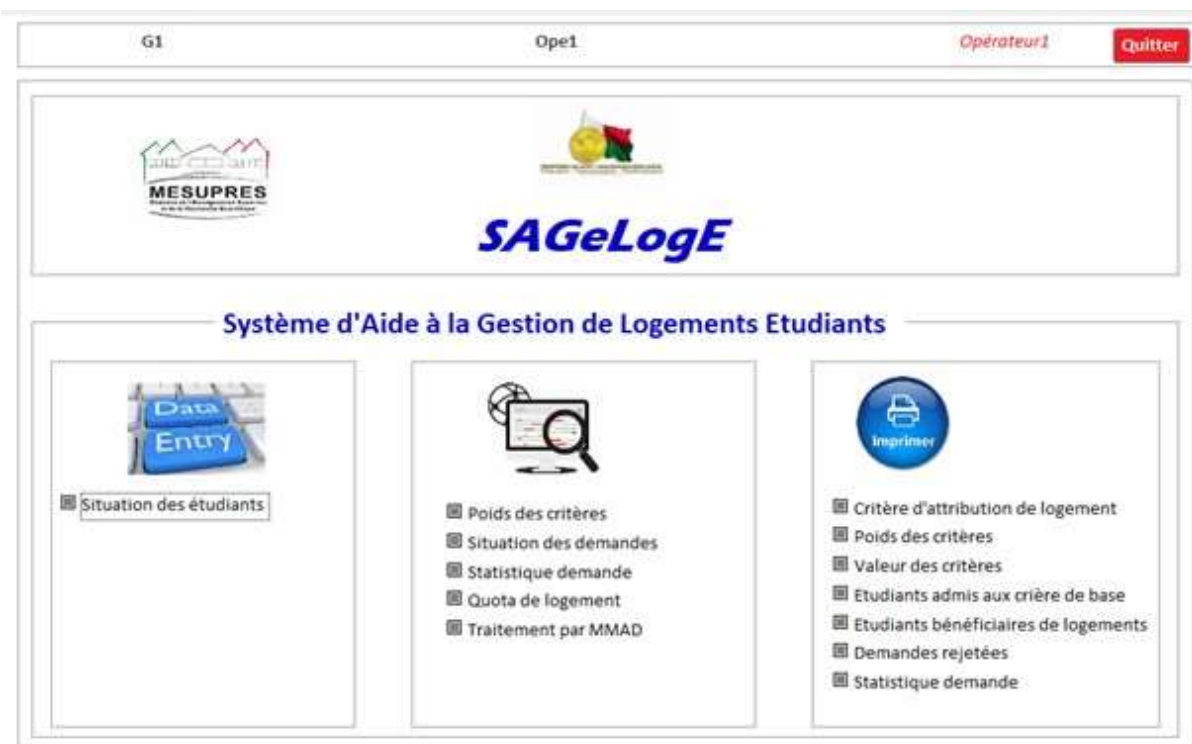 G1 Ope1 Opérateur1 Quitter
MESUPRES
SAGeLogE
Système d'Aide à la Gestion de Logements Etudiants
Data
Entry
Situation des étudiants
Poids des critères
Situation des demandes
Statistique demande
Quota de logement
Traitement par MMAD
Imprimer
Critère d'attribution de logement
Poids des critères
Valeur des critères
Etudiants admis aux crière de base
Etudiants bénéficiaires de logements
Demandes rejetées
Statistique demande